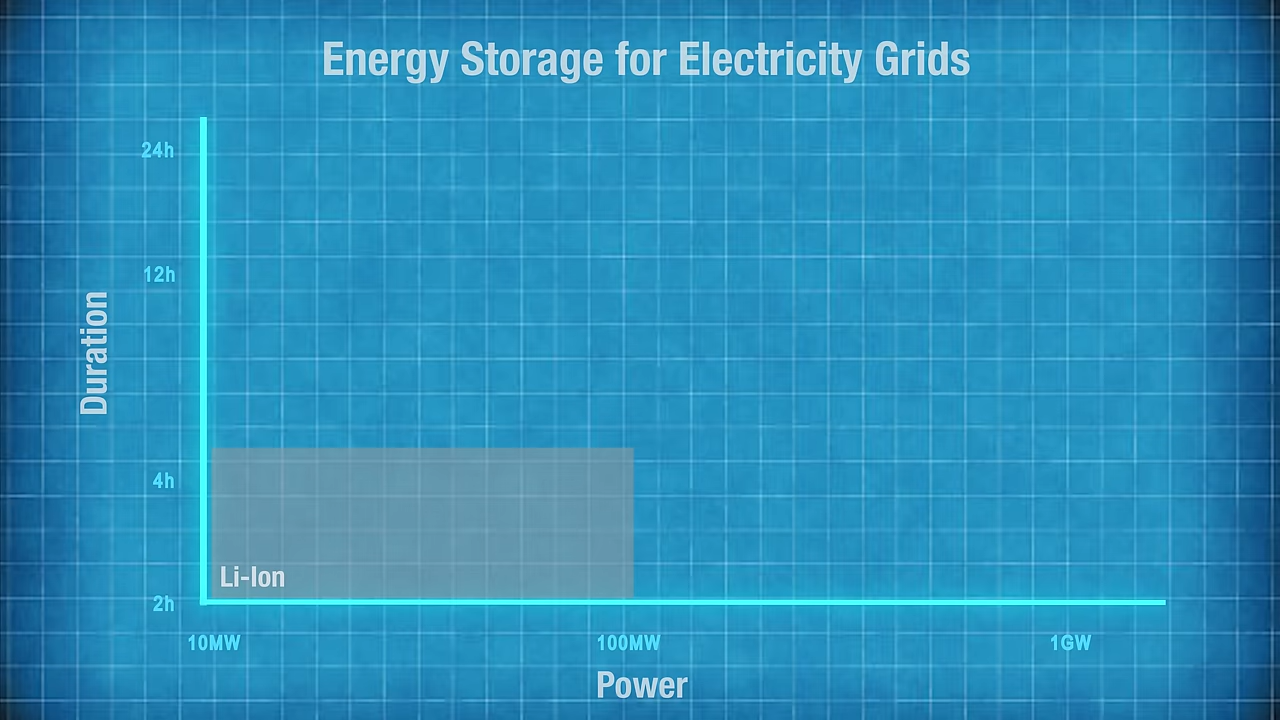 Energy Storage for Electricity Grids
24h
12h
Duration
4h
Li-Ion
2h
10MW
100MW
1GW
Power